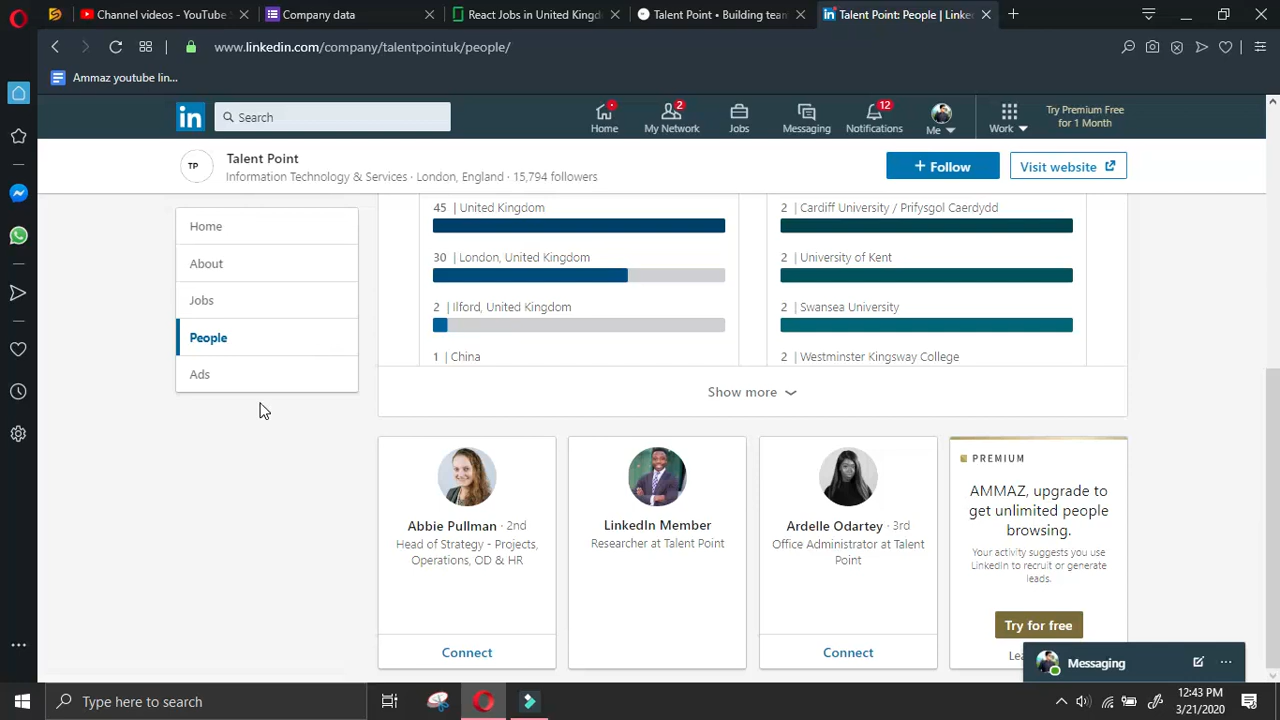 Channel videos - YouTube S
Company data
React Jobs in United Kingd
Talent Point • Building team
Talent Point: People | Linke
www.linkedin.com/company/talentpointuk/people/
Ammaz youtube lin...
in
Search
Home
2
My Network
Jobs
Messaging
12
Notifications
Me
Work
Try Premium Free
for 1 Month
TP
Talent Point
Information Technology & Services · London, England · 15,794 followers
+ Follow
Visit website
Home
About
Jobs
People
Ads
45 | United Kingdom
30 | London, United Kingdom
2 | Ilford, United Kingdom
1 | China
2 | Cardiff University / Prifysgol Caerdydd
2 | University of Kent
2 | Swansea University
2 | Westminster Kingsway College
Show more
Abbie Pullman · 2nd
Head of Strategy - Projects,
Operations, OD & HR
Connect
LinkedIn Member
Researcher at Talent Point
Ardelle Odartey · 3rd
Office Administrator at Talent
Point
Connect
PREMIUM
AMMAZ, upgrade to
get unlimited people
browsing.
Your activity suggests you use
LinkedIn to recruit or generate
leads.
Try for free
Lea
Messaging
Type here to search
12:43 PM
3/21/2020